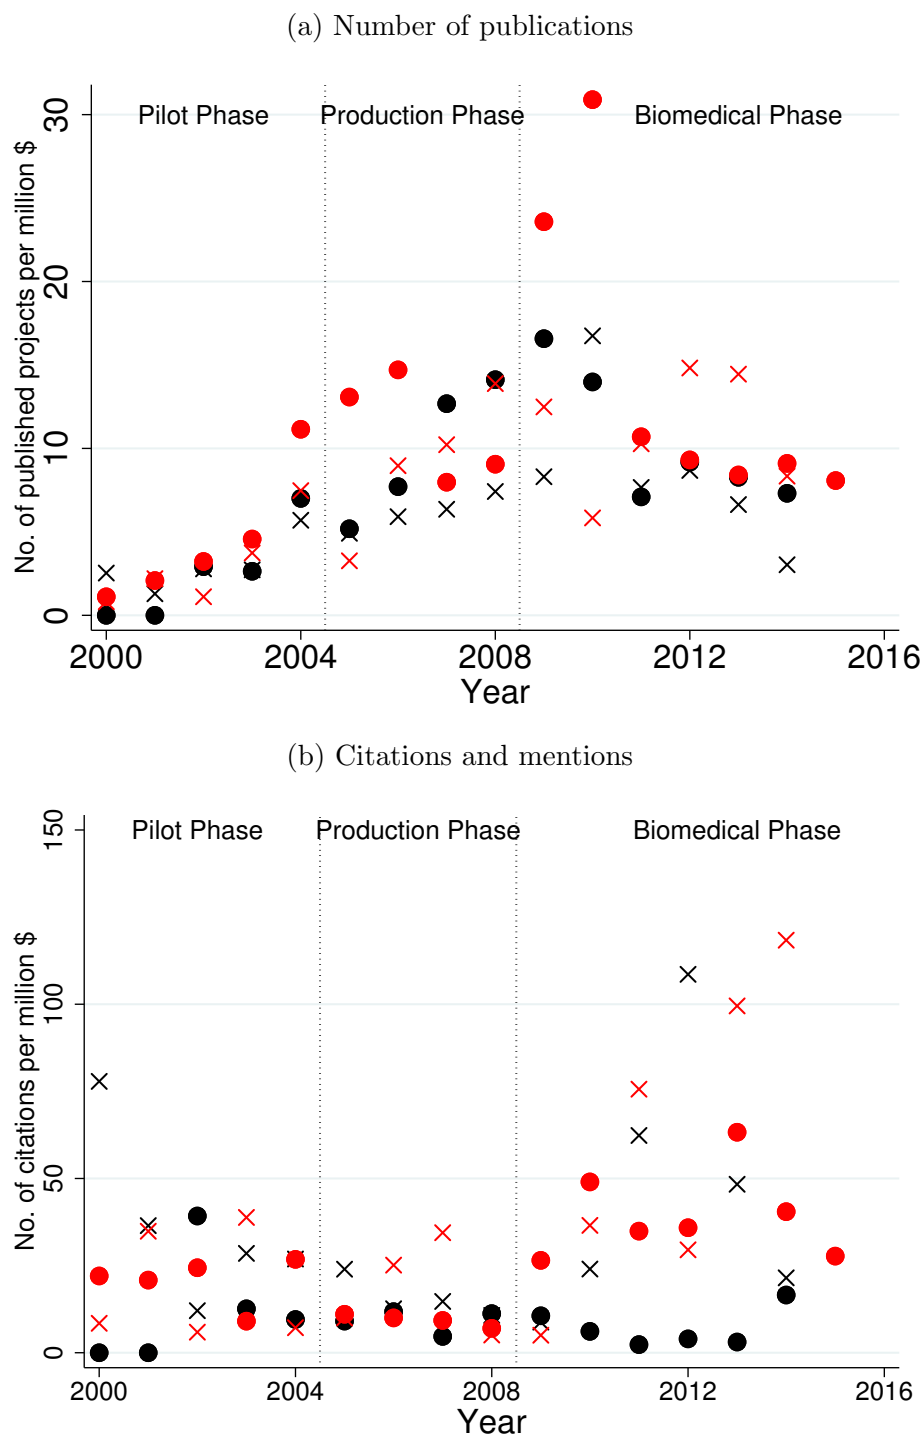 (a) Number of publications
Pilot Phase Production Phase Biomedical Phase
No. of published projects per million $
30
20
10
0
2000 2004 2008 2012 2016
Year
(b) Citations and mentions
Pilot Phase Production Phase Biomedical Phase
No. of citations per million $
150
100
50
0
2000 2004 2008 2012 2016
Year